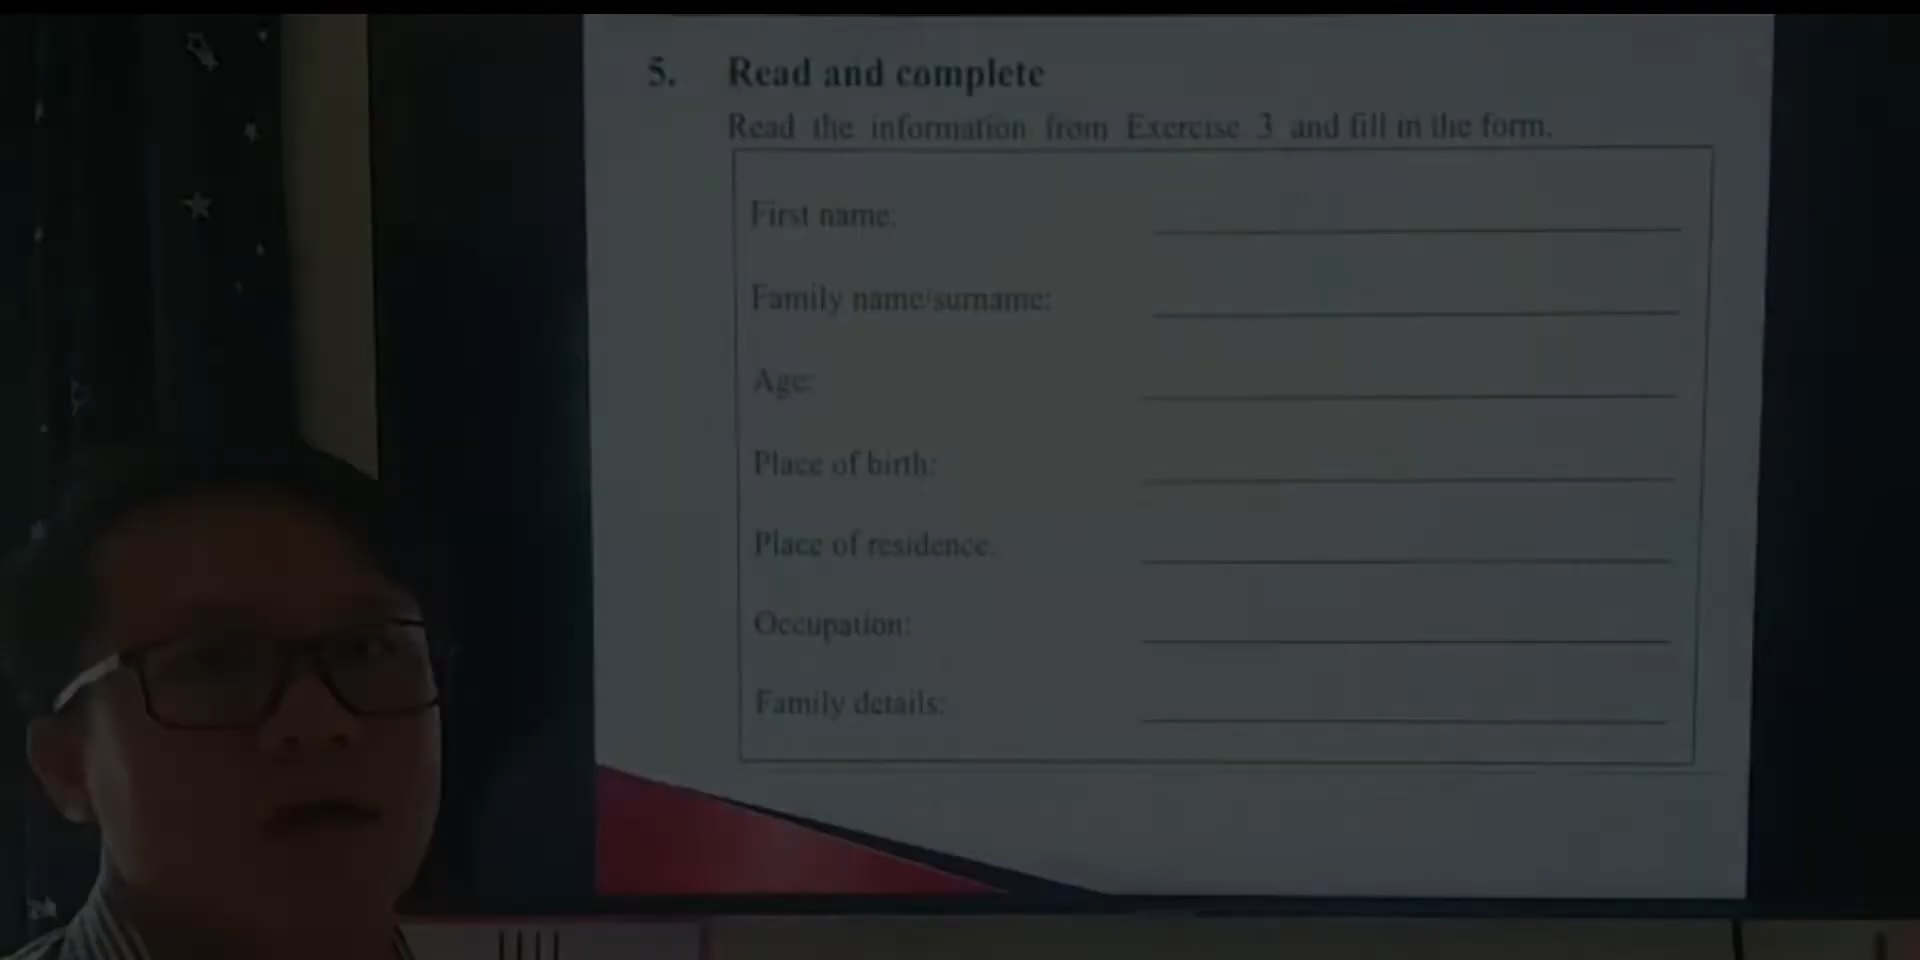 5. Read and complete
Read the information from Exercise 3 and fill in the form.
First name:
Family name/surname:
Age:
Place of birth:
Place of residence:
Occupation:
Family details: